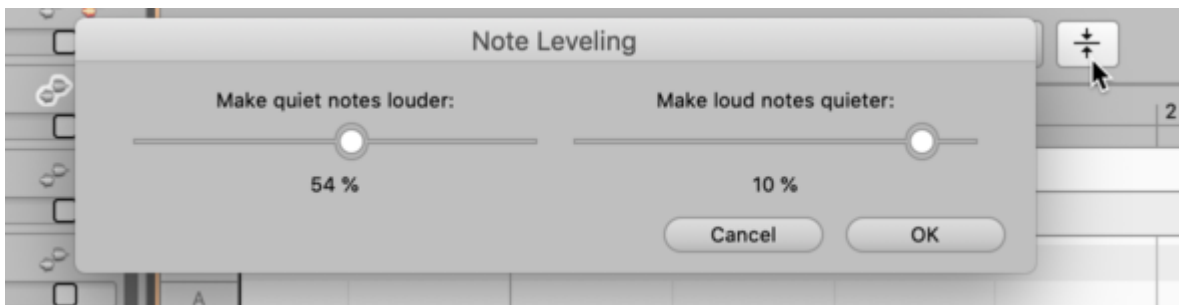 Note Leveling
Make quiet notes louder:
Make loud notes quieter:
2
54 %
10 %
Cancel
OK
A